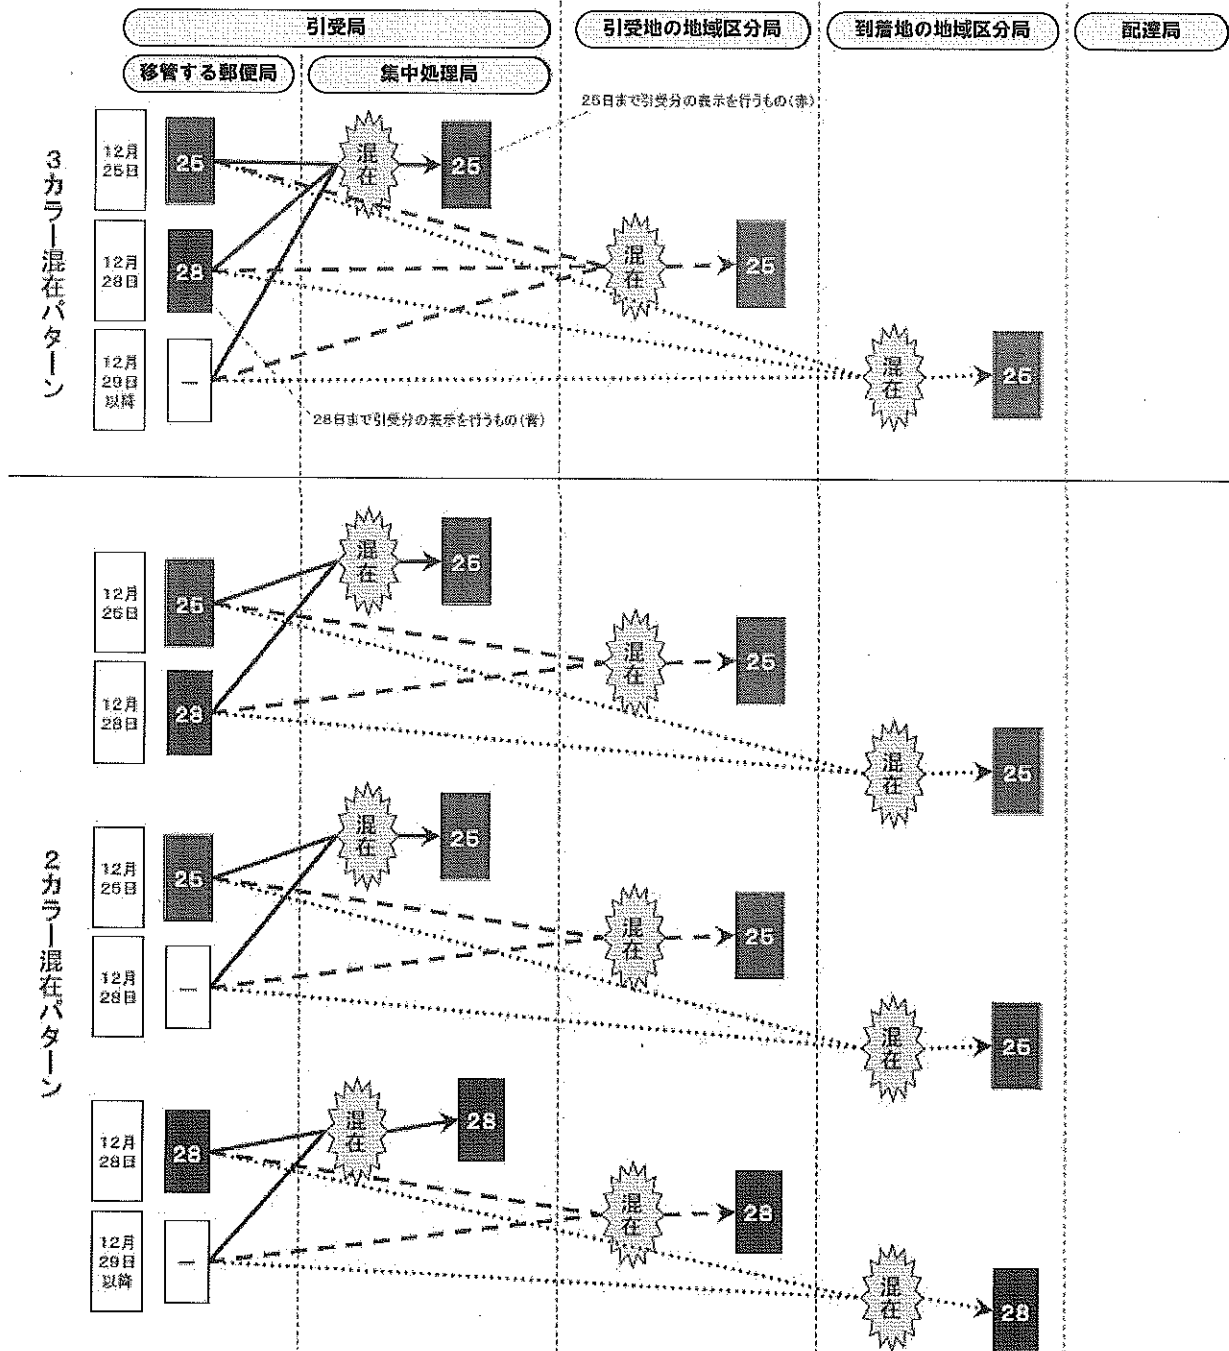 引受局
引受地の地域区分局
到着地の地域区分局
配達局
移管する郵便局
集中処理局
25日まで引受分の表示を行うもの(赤)
3カラー混在パターン
12月
25日
25
混在
25
12月
28日
28
混在
25
12月
29日
以降
－
混在
25
28日まで引受分の表示を行うもの(青)
2カラー混在パターン
混在
25
12月
25日
25
混在
25
12月
28日
28
混在
25
混在
25
12月
25日
25
混在
25
12月
28日
－
混在
25
混在
28
12月
28日
28
混在
28
12月
29日
以降
－
混在
28